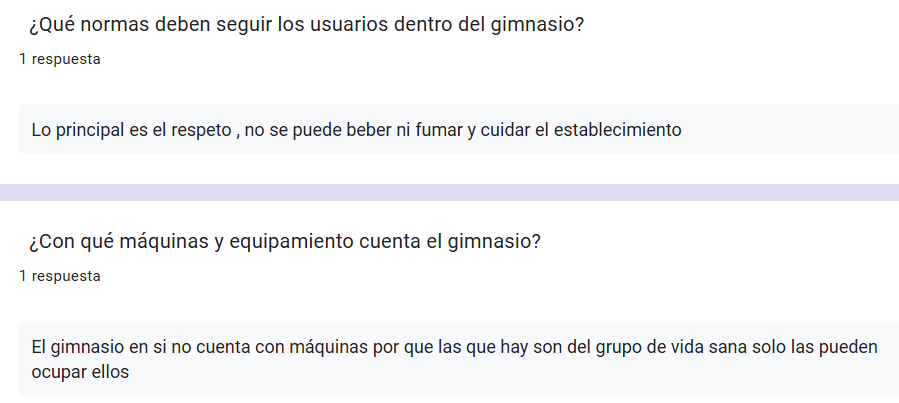 ¿Qué normas deben seguir los usuarios dentro del gimnasio?
1 respuesta
Lo principal es el respeto , no se puede beber ni fumar y cuidar el establecimiento
¿Con qué máquinas y equipamiento cuenta el gimnasio?
1 respuesta
El gimnasio en si no cuenta con máquinas por que las que hay son del grupo de vida sana solo las pueden
ocupar ellos